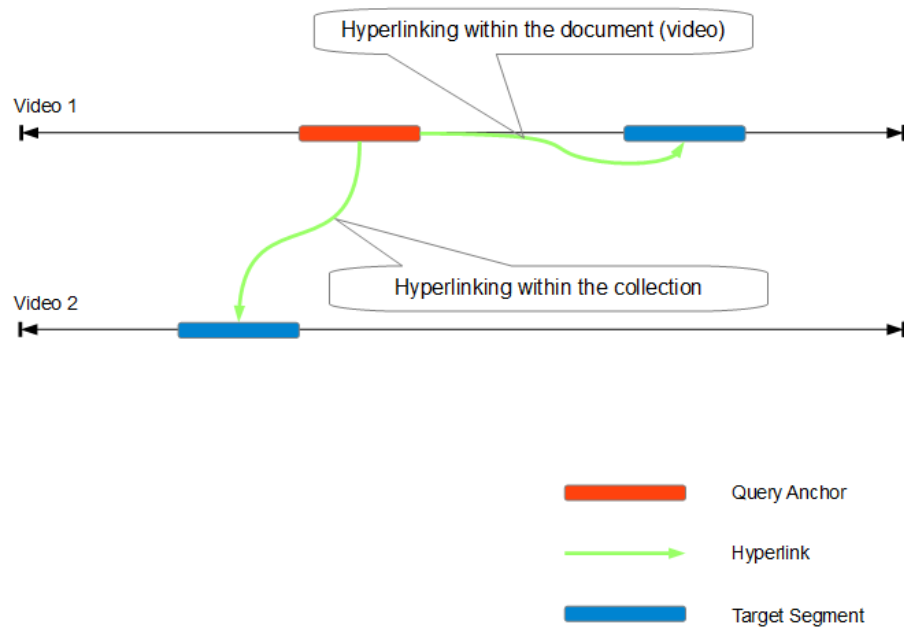 Hyperlinking within the document (video)
Video 1
Hyperlinking within the collection
Video 2
Query Anchor
Hyperlink
Target Segment